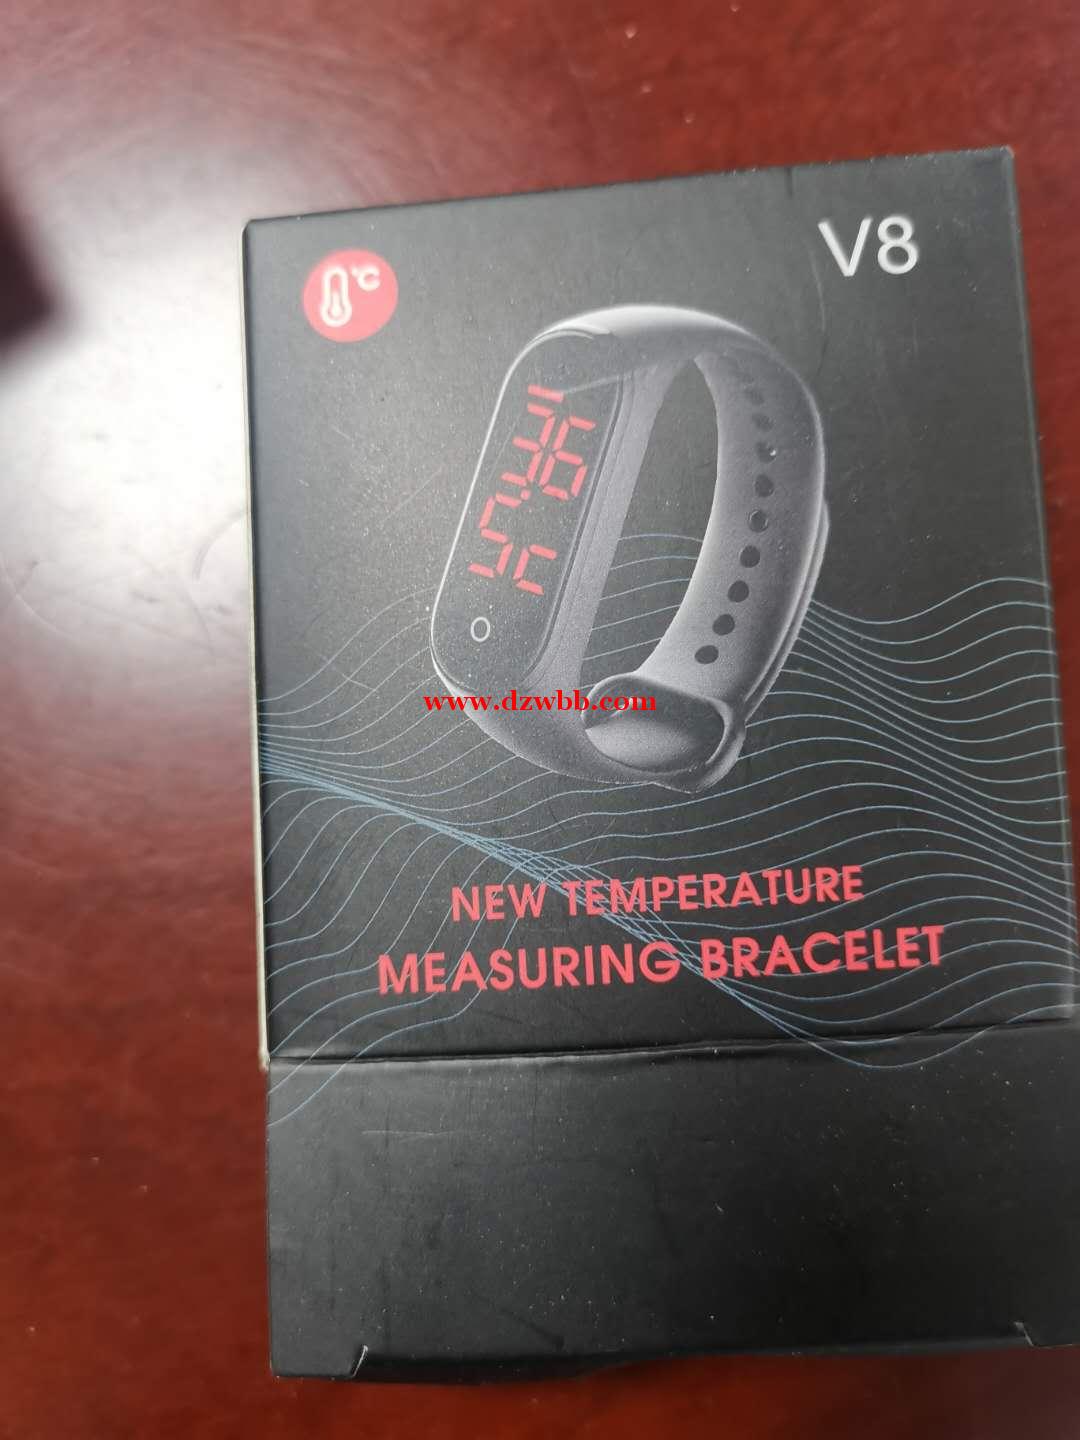 V8
°C
36.5°C
www.dzwbb.com
NEW TEMPERATURE
MEASURING BRACELET